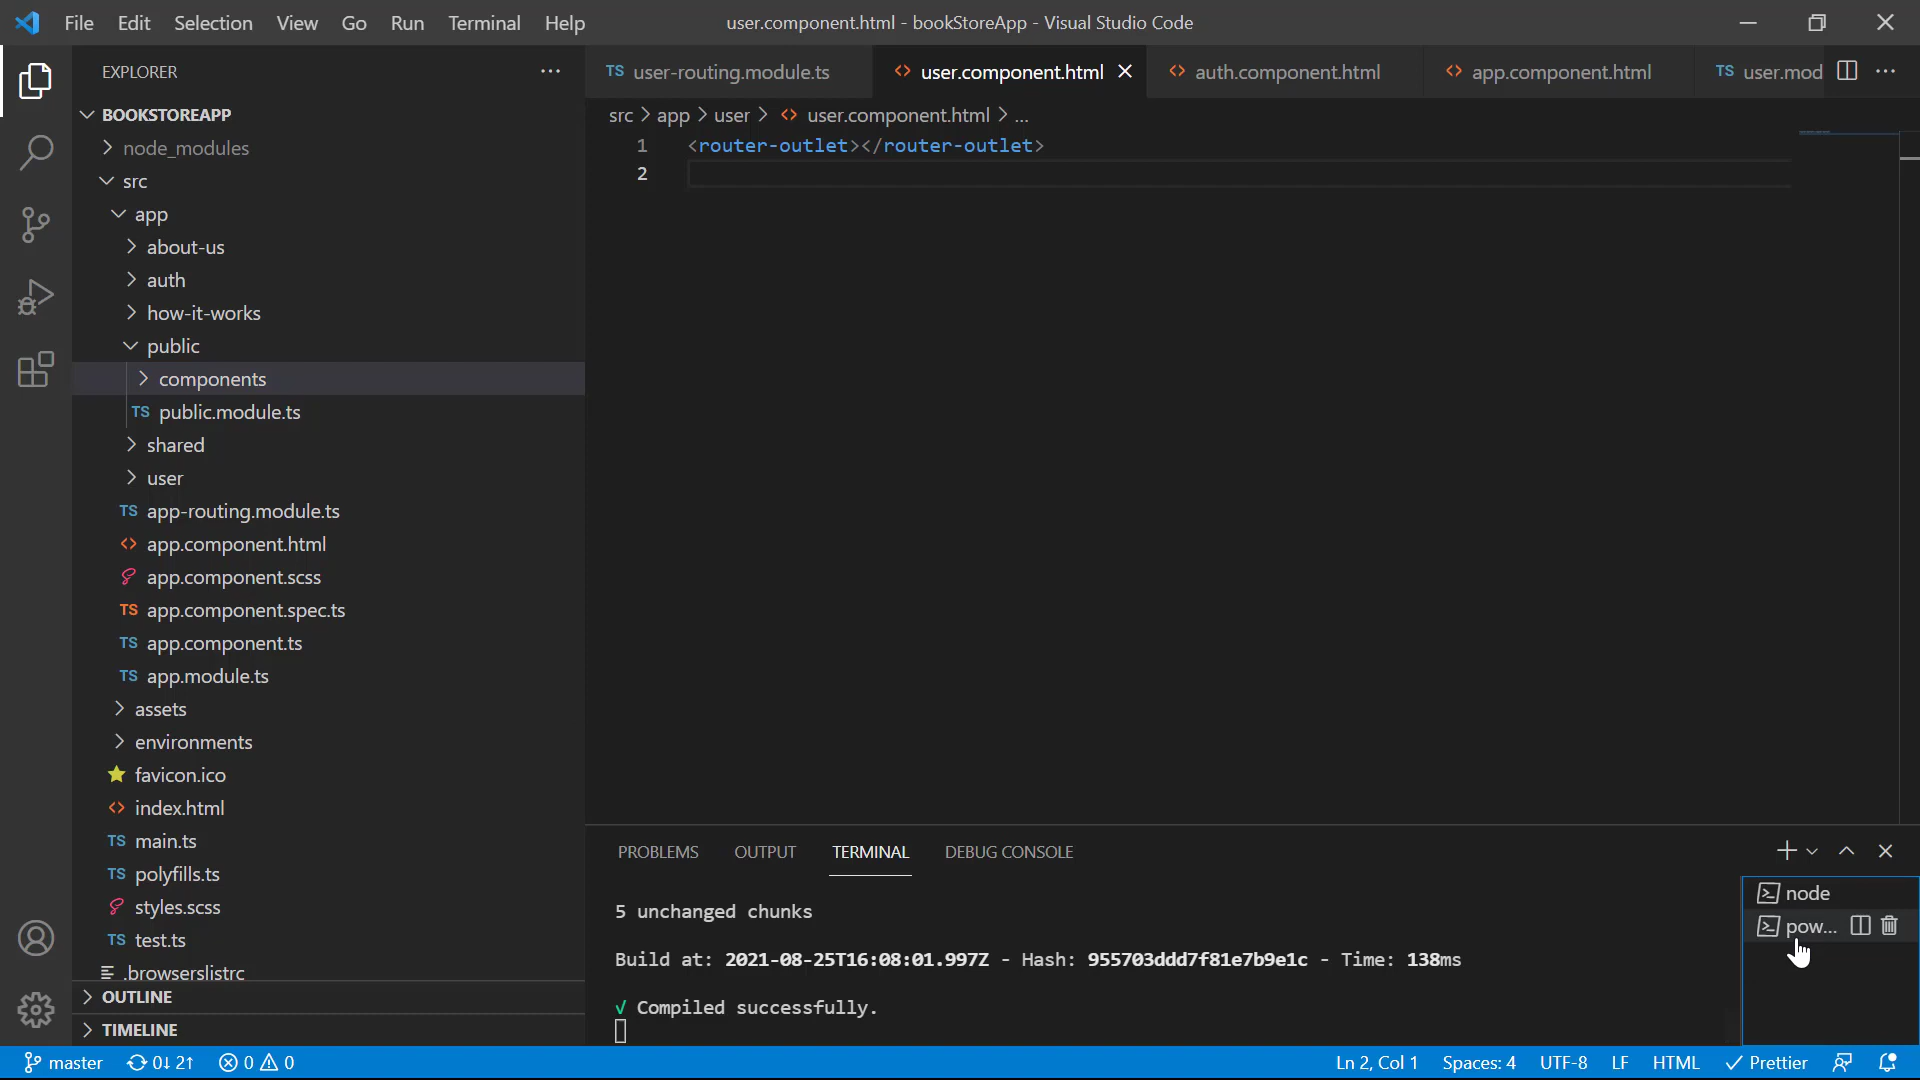 File Edit Selection View Go Run Terminal Help
user.component.html - bookStoreApp - Visual Studio Code
EXPLORER
BOOKSTOREAPP
node_modules
src
app
about-us
auth
how-it-works
public
components
TS public.module.ts
shared
user
TS app-routing.module.ts
<> app.component.html
app.component.scss
TS app.component.spec.ts
TS app.component.ts
TS app.module.ts
assets
environments
favicon.ico
<> index.html
TS main.ts
TS polyfills.ts
styles.scss
TS test.ts
.browserslistrc
OUTLINE
TIMELINE
TS user-routing.module.ts
<> user.component.html
<> auth.component.html
<> app.component.html
TS user.mod
src > app > user > <> user.component.html > ...
1 <router-outlet></router-outlet>
2
PROBLEMS OUTPUT TERMINAL DEBUG CONSOLE
5 unchanged chunks
Build at: 2021-08-25T16:08:01.997Z - Hash: 955703ddd7f81e7b9e1c - Time: 138ms
√ Compiled successfully.
node
pow...
master 0↓ 2↑ 0 0
Ln 2, Col 1 Spaces: 4 UTF-8 LF HTML Prettier